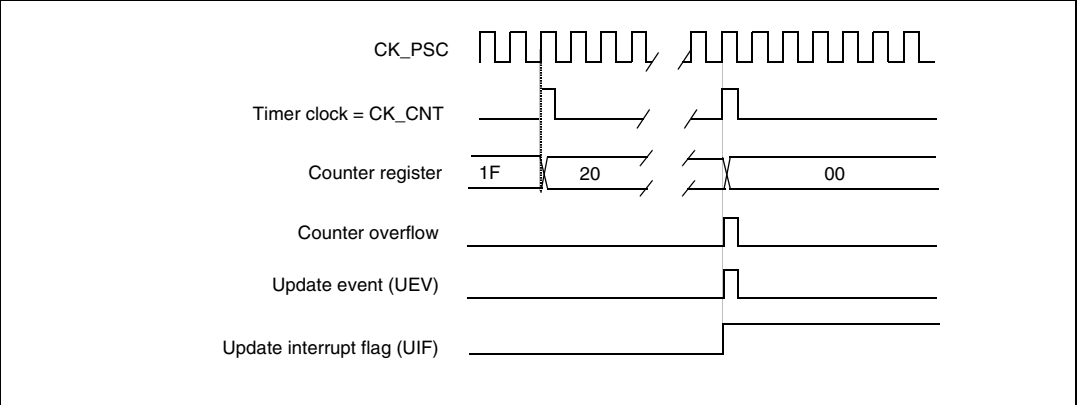 CK_PSC
Timer clock = CK_CNT
Counter register 1F 20 00
Counter overflow
Update event (UEV)
Update interrupt flag (UIF)